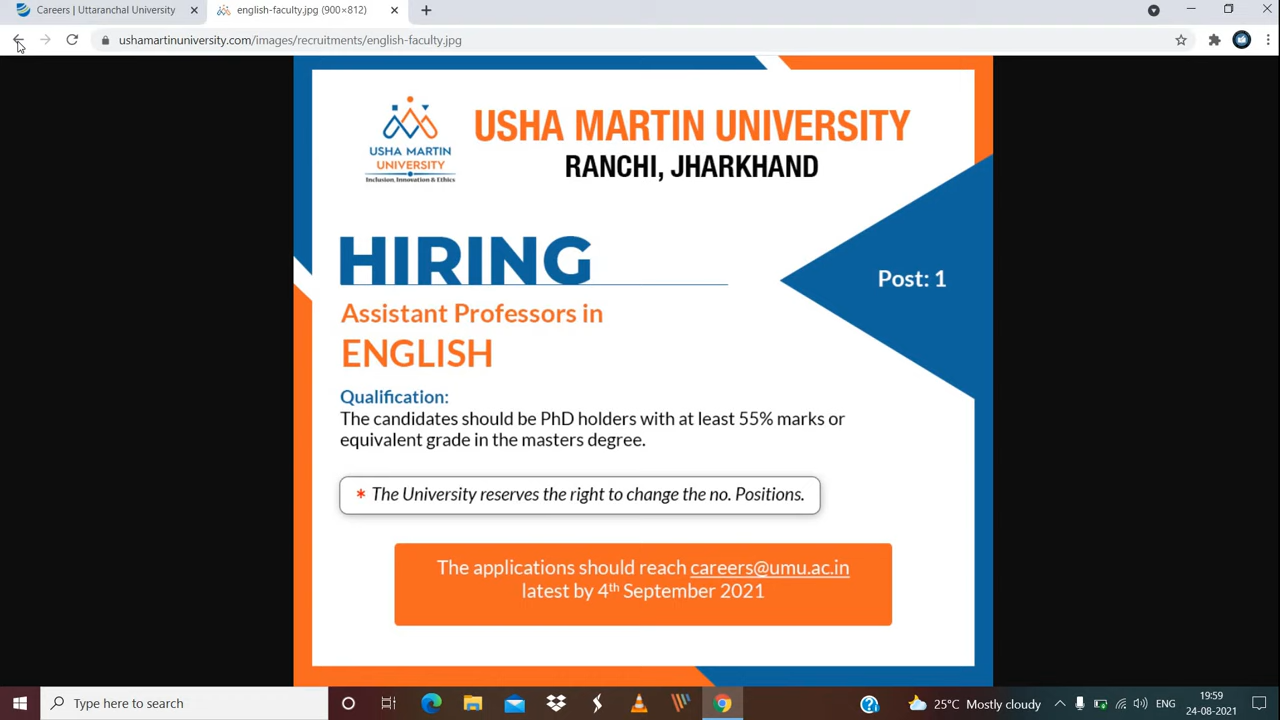 Careers | Uttaranchal University
english-faculty.jpg (900×812)
ushamartinuniversity.com/images/recruitments/english-faculty.jpg
USHA MARTIN UNIVERSITY
RANCHI, JHARKHAND
USHA MARTIN
UNIVERSITY
Inclusion, Innovation & Ethics
HIRING
Post: 1
Assistant Professors in
ENGLISH
Qualification:
The candidates should be PhD holders with at least 55% marks or
equivalent grade in the masters degree.
* The University reserves the right to change the no. Positions.
The applications should reach careers@umu.ac.in
latest by 4th September 2021
Type here to search
25°C Mostly cloudy
ENG
19:59
24-08-2021